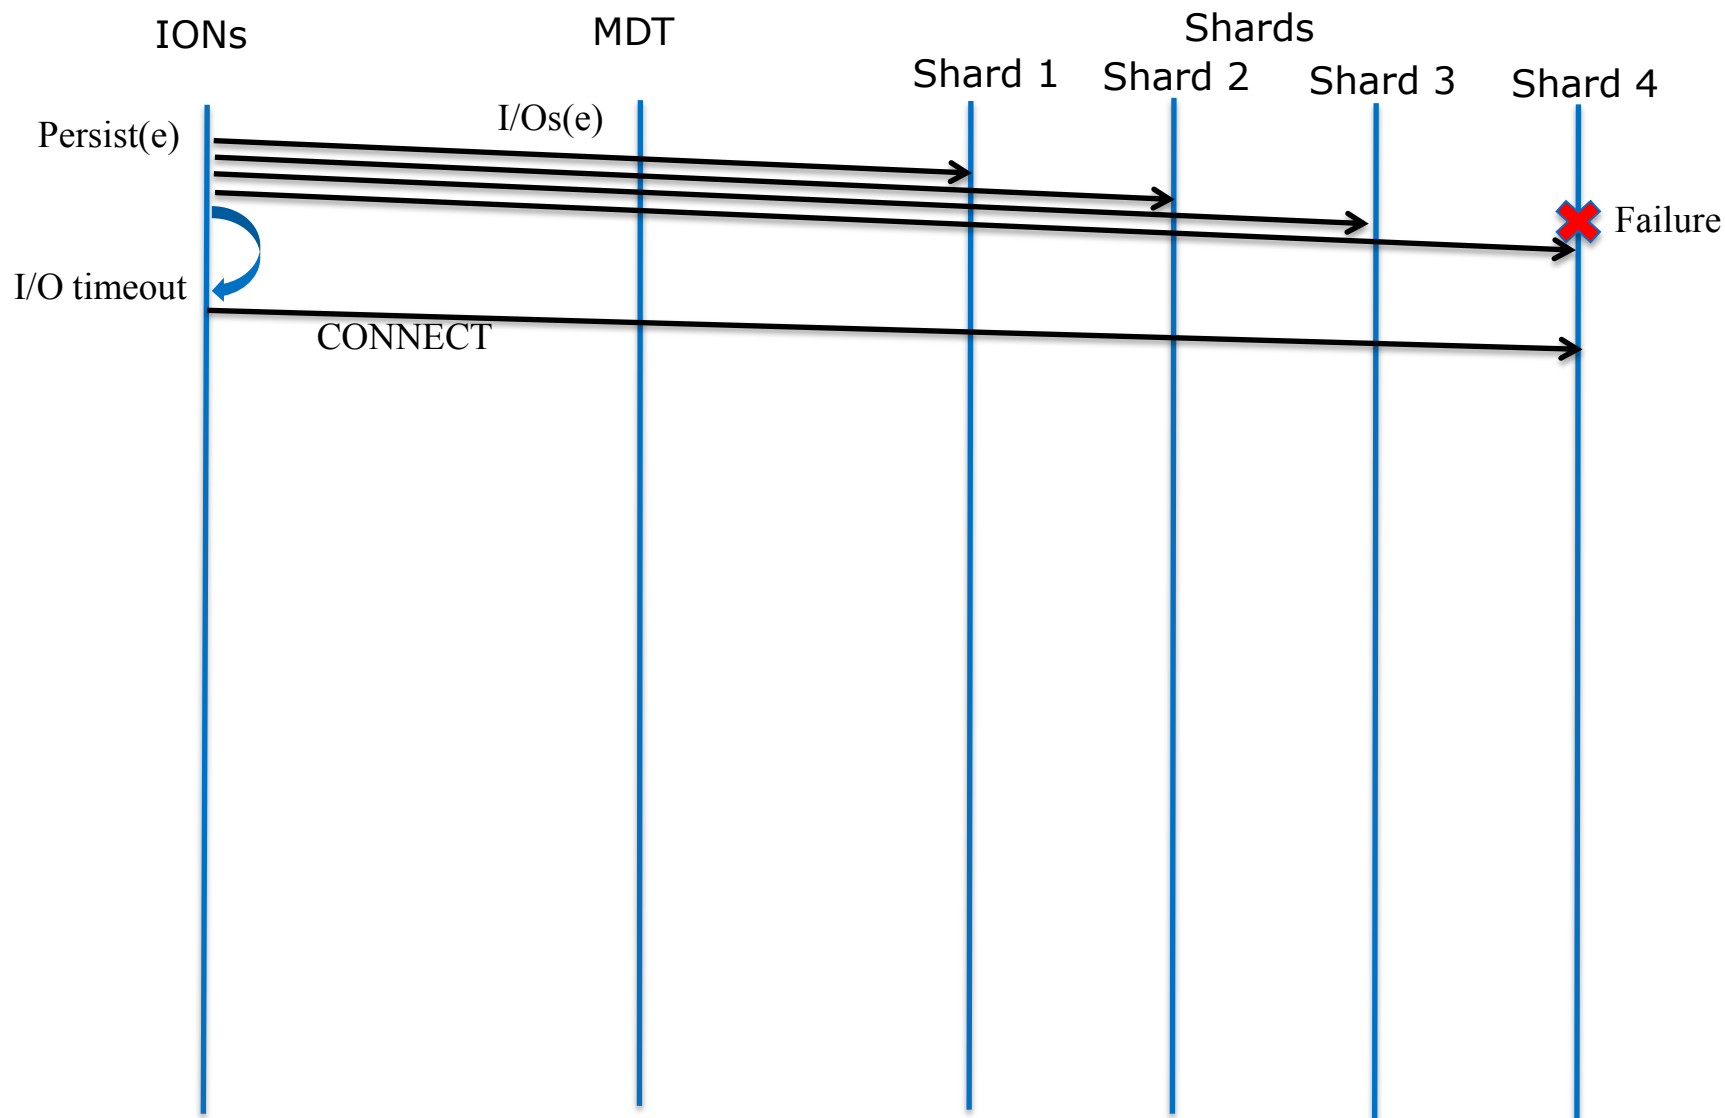 IONs
MDT
Shards
Shard 1
Shard 2
Shard 3
Shard 4
I/Os(e)
Persist(e)
Failure
I/O timeout
CONNECT